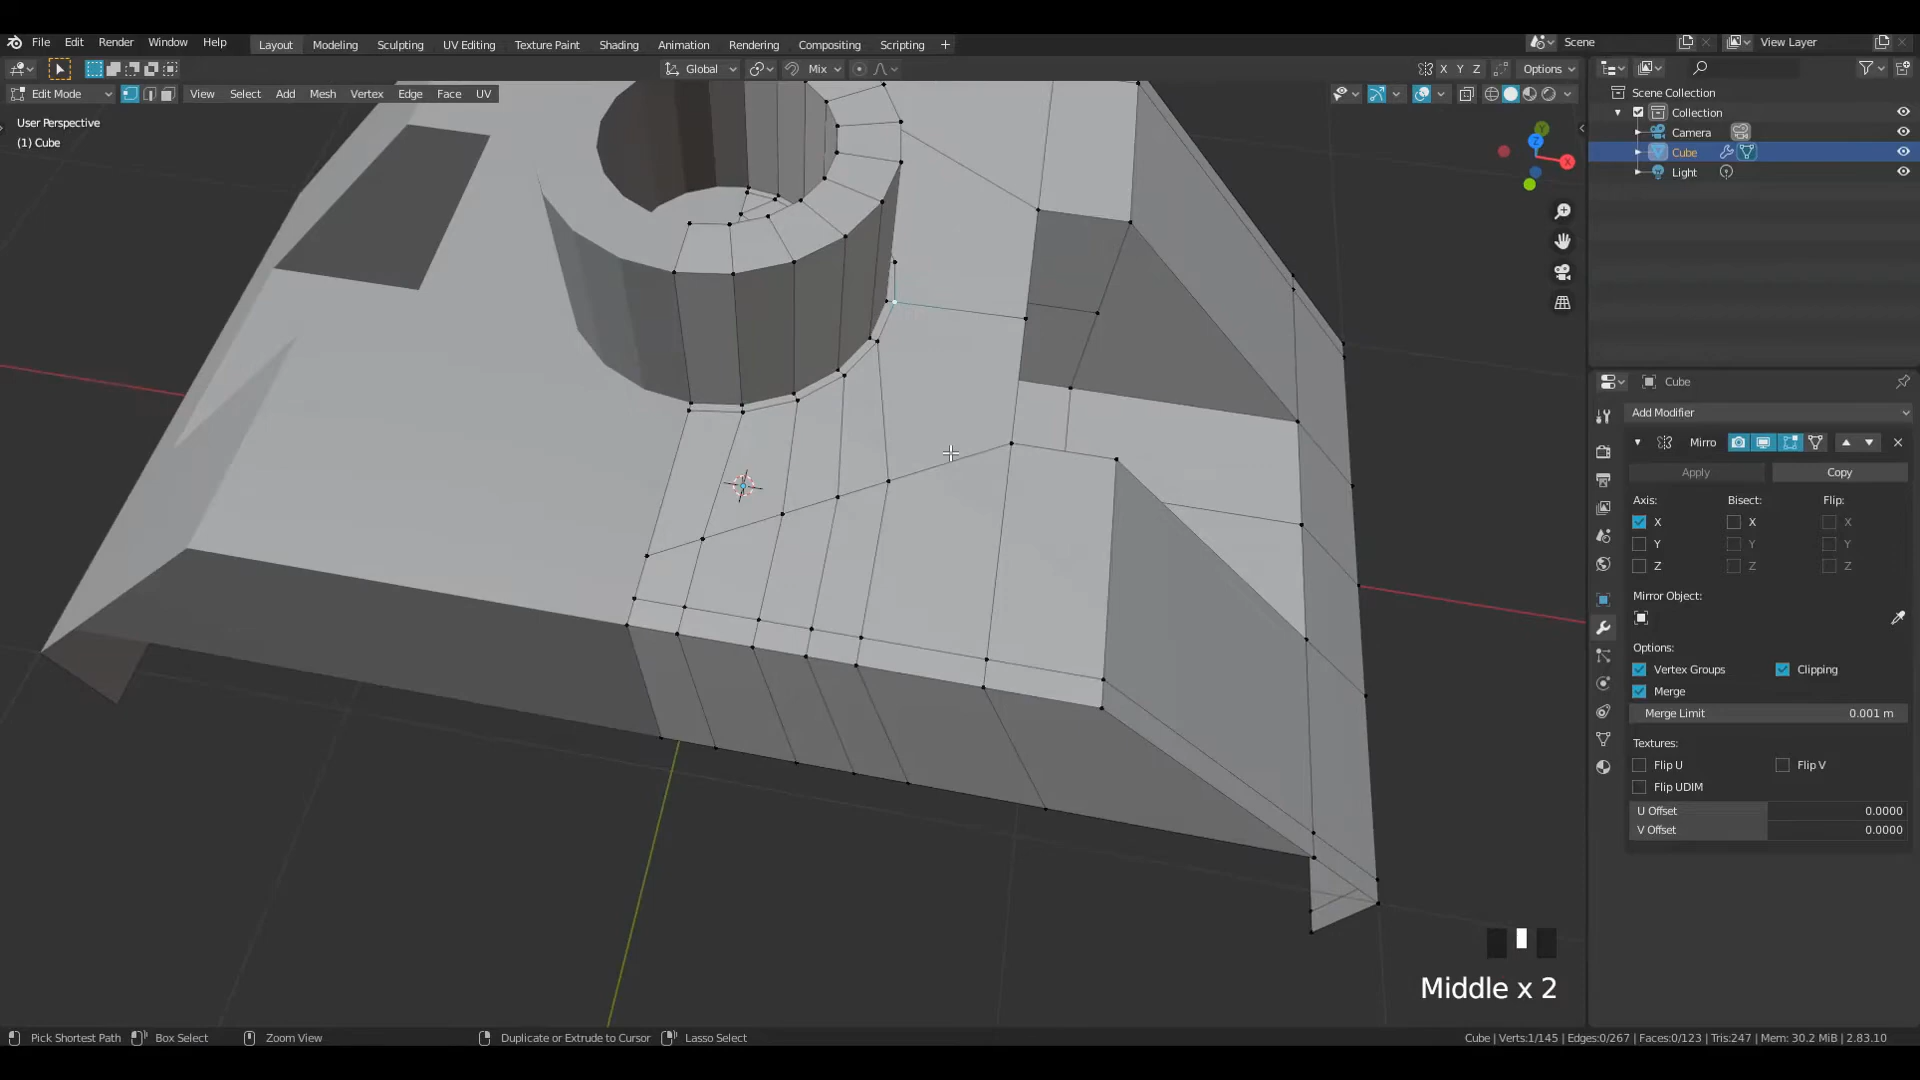 File Edit Render Window Help
Layout Modeling Sculpting UV Editing Texture Paint Shading Animation Rendering Compositing Scripting +
Scene View Layer
Global Mix X Y Z Options
Edit Mode View Select Add Mesh Vertex Edge Face UV
User Perspective
(1) Cube
Scene Collection
Collection
Camera
Cube
Light
Z
Y
X
Cube
Add Modifier
Mirro
Apply Copy
Axis: Bisect: Flip:
X X X
Y Y Y
Z Z Z
Mirror Object:
Options:
Vertex Groups Clipping
Merge
Merge Limit 0.001 m
Textures:
Flip U Flip V
Flip UDIM
U Offset 0.0000
V Offset 0.0000
Middle x 2
Pick Shortest Path Box Select Zoom View Duplicate or Extrude to Cursor Lasso Select
Cube | Verts:1/145 | Edges:0/267 | Faces:0/123 | Tris:247 | Mem: 30.2 MiB | 2.83.10